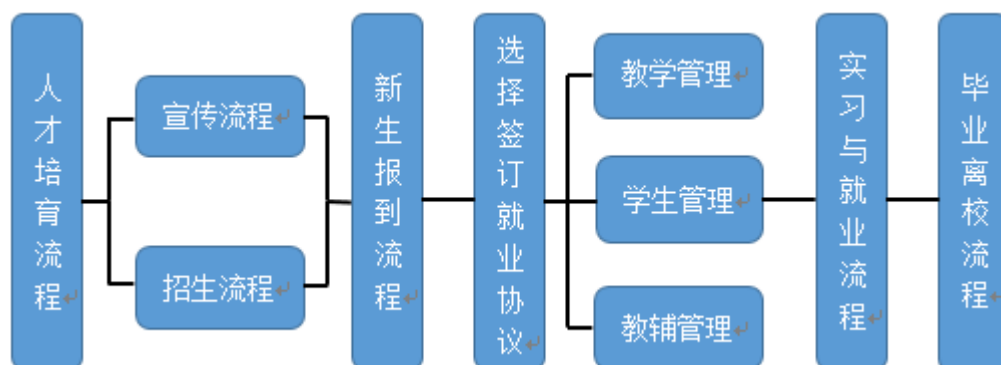 人才培育流程
宣传流程
招生流程
新生报到流程
选择签订就业协议
教学管理
学生管理
教辅管理
实习与就业流程
毕业离校流程